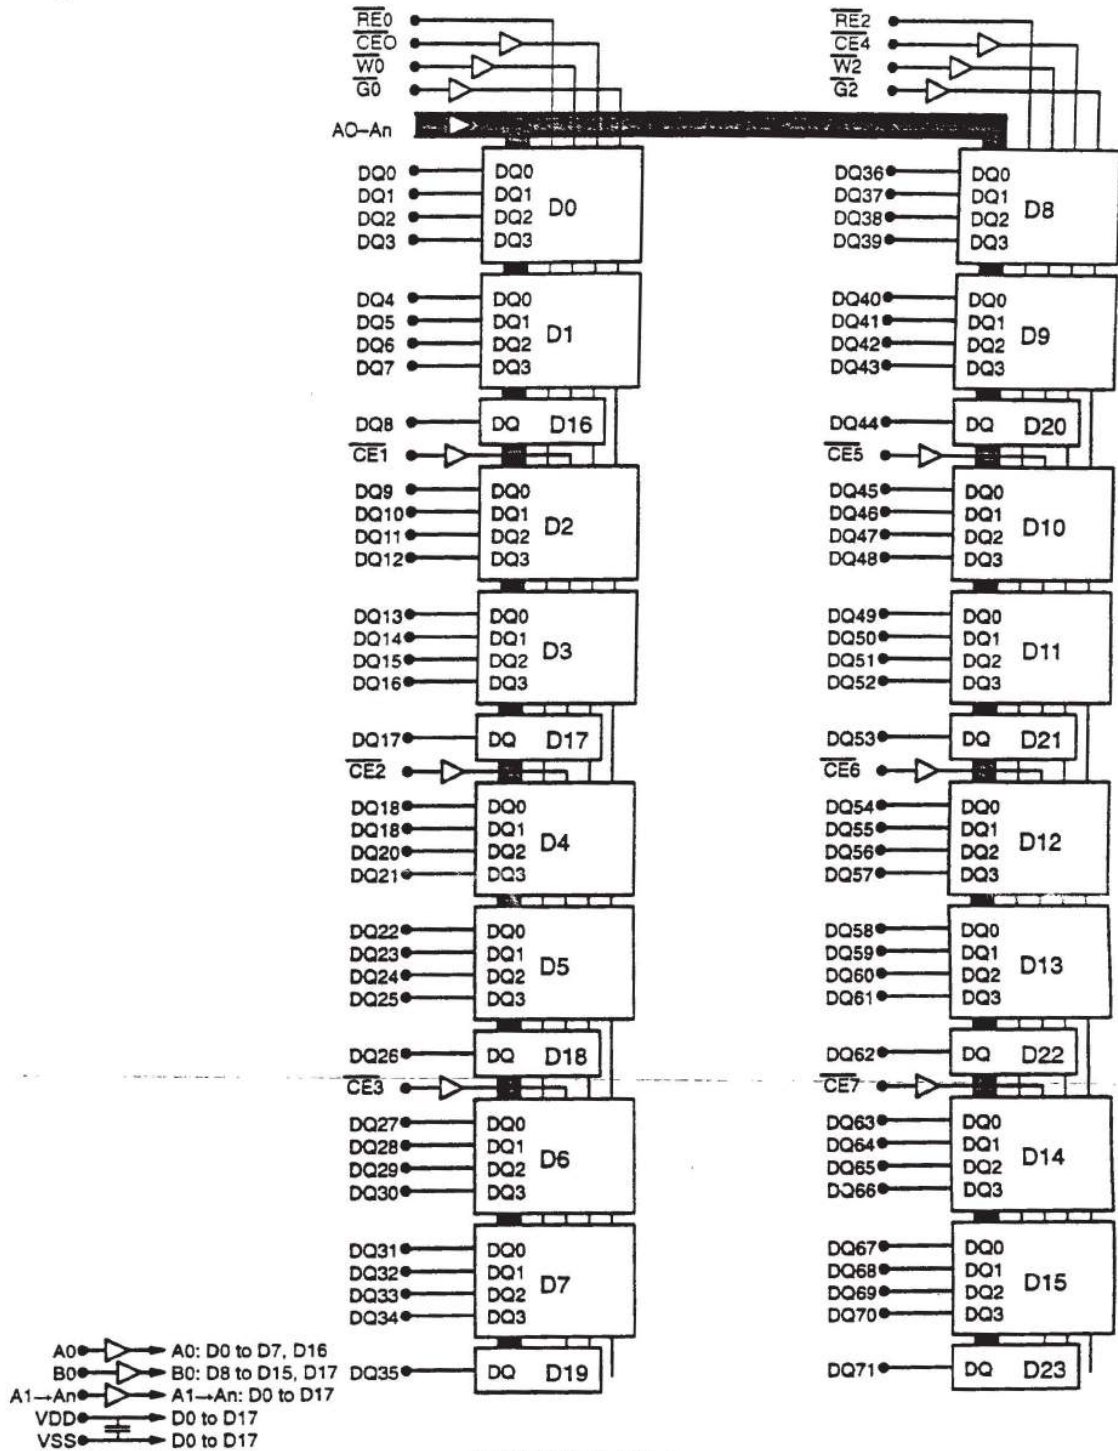 RE0
CEO
W0
G0
AO–An
DQ0 DQ0
DQ1 DQ1
DQ2 DQ2
DQ3 DQ3
D0
DQ4 DQ0
DQ5 DQ1
DQ6 DQ2
DQ7 DQ3
D1
DQ8 DQ D16
CE1
DQ9 DQ0
DQ10 DQ1
DQ11 DQ2
DQ12 DQ3
D2
DQ13 DQ0
DQ14 DQ1
DQ15 DQ2
DQ16 DQ3
D3
DQ17 DQ D17
CE2
DQ18 DQ0
DQ18 DQ1
DQ20 DQ2
DQ21 DQ3
D4
DQ22 DQ0
DQ23 DQ1
DQ24 DQ2
DQ25 DQ3
D5
DQ26 DQ D18
CE3
DQ27 DQ0
DQ28 DQ1
DQ29 DQ2
DQ30 DQ3
D6
DQ31 DQ0
DQ32 DQ1
DQ33 DQ2
DQ34 DQ3
D7
DQ35 DQ D19
RE2
CE4
W2
G2
DQ36 DQ0
DQ37 DQ1
DQ38 DQ2
DQ39 DQ3
D8
DQ40 DQ0
DQ41 DQ1
DQ42 DQ2
DQ43 DQ3
D9
DQ44 DQ D20
CE5
DQ45 DQ0
DQ46 DQ1
DQ47 DQ2
DQ48 DQ3
D10
DQ49 DQ0
DQ50 DQ1
DQ51 DQ2
DQ52 DQ3
D11
DQ53 DQ D21
CE6
DQ54 DQ0
DQ55 DQ1
DQ56 DQ2
DQ57 DQ3
D12
DQ58 DQ0
DQ59 DQ1
DQ60 DQ2
DQ61 DQ3
D13
DQ62 DQ D22
CE7
DQ63 DQ0
DQ64 DQ1
DQ65 DQ2
DQ66 DQ3
D14
DQ67 DQ0
DQ68 DQ1
DQ69 DQ2
DQ70 DQ3
D15
DQ71 DQ D23
A0 A0: D0 to D7, D16
B0 B0: D8 to D15, D17
A1→An A1→An: D0 to D17
VDD D0 to D17
VSS D0 to D17